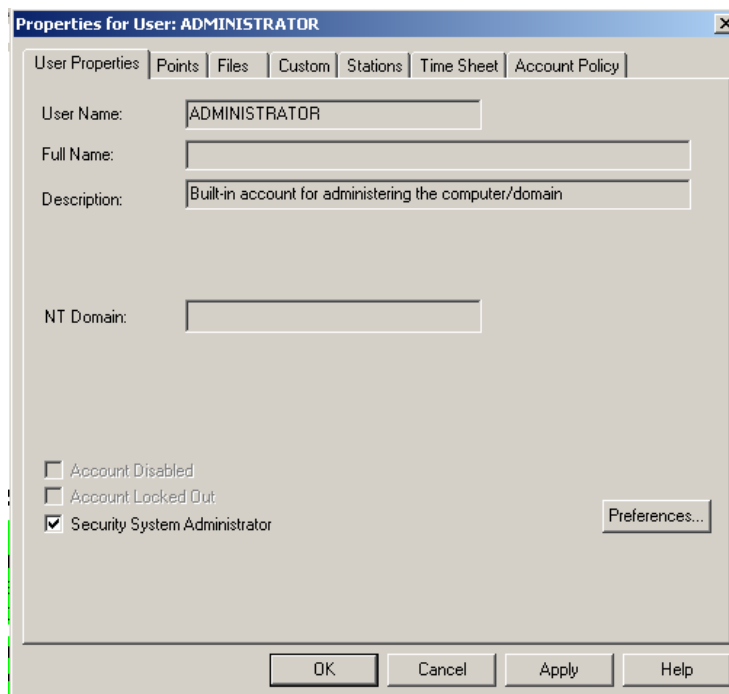 Properties for User: ADMINISTRATOR
User Properties Points Files Custom Stations Time Sheet Account Policy
User Name: ADMINISTRATOR
Full Name:
Description: Built-in account for administering the computer/domain
NT Domain:
Account Disabled
Account Locked Out
Security System Administrator
Preferences...
OK Cancel Apply Help